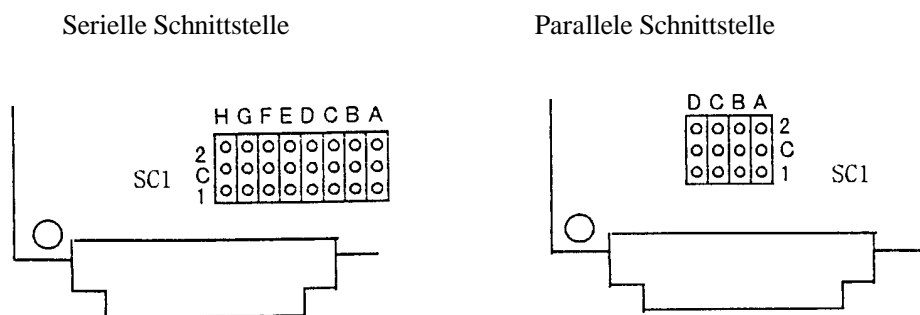 Serielle Schnittstelle
Parallele Schnittstelle
H G F E D C B A
2
C
1
SC1
D C B A
2
C
1
SC1